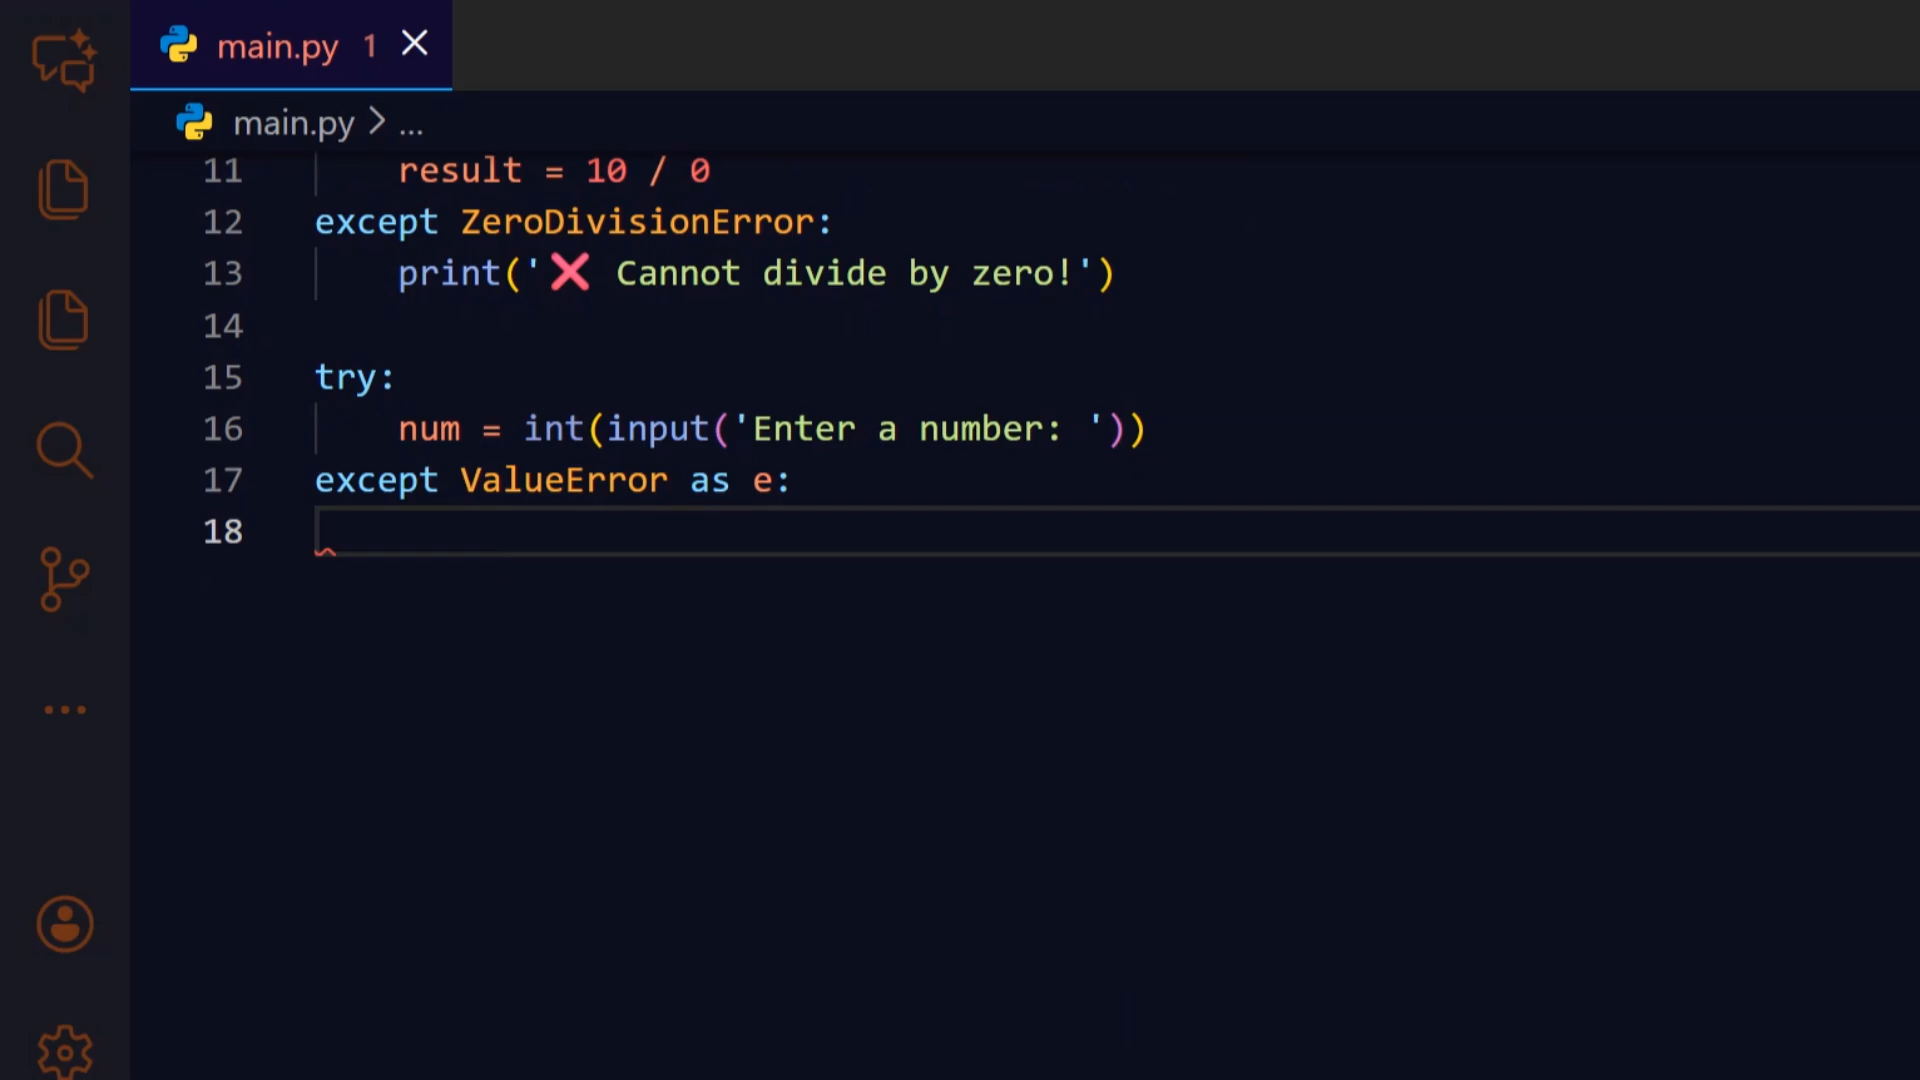 main.py 1
main.py > ...
11 result = 10 / 0
12 except ZeroDivisionError:
13 print('❌ Cannot divide by zero!')
14
15 try:
16 num = int(input('Enter a number: '))
17 except ValueError as e:
18